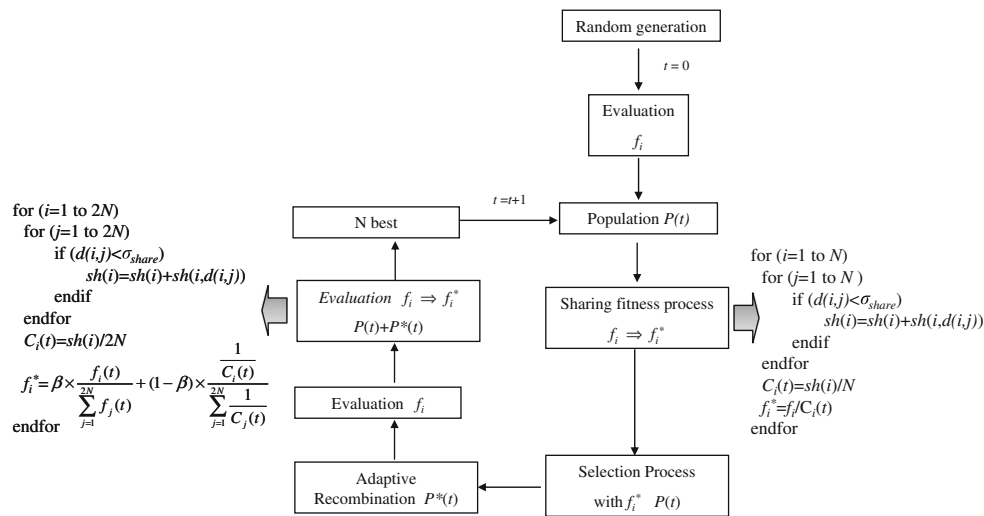 Random generation
t = 0
Evaluation
f_i
t =t+1
N best
Population P(t)
for (i=1 to 2N)
for (j=1 to 2N)
if (d(i,j)<σ_share)
sh(i)=sh(i)+sh(i,d(i,j))
endif
endfor
C_i(t)=sh(i)/2N
f_i^*= β × f_i(t) / ∑_{j=1}^{2N} f_j(t) + (1 − β) × (1 / C_i(t)) / (∑_{j=1}^{2N} 1 / C_j(t))
endfor
Evaluation f_i ⇒ f_i^*
P(t)+P*(t)
Sharing fitness process
f_i ⇒ f_i^*
for (i=1 to N)
for (j=1 to N )
if (d(i,j)<σ_share)
sh(i)=sh(i)+sh(i,d(i,j))
endif
endfor
C_i(t)=sh(i)/N
f_i^*=f_i/C_i(t)
endfor
Evaluation f_i
Adaptive
Recombination P*(t)
Selection Process
with f_i^* P(t)